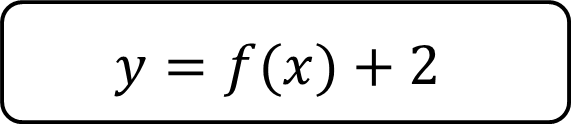 y = f(x) + 2